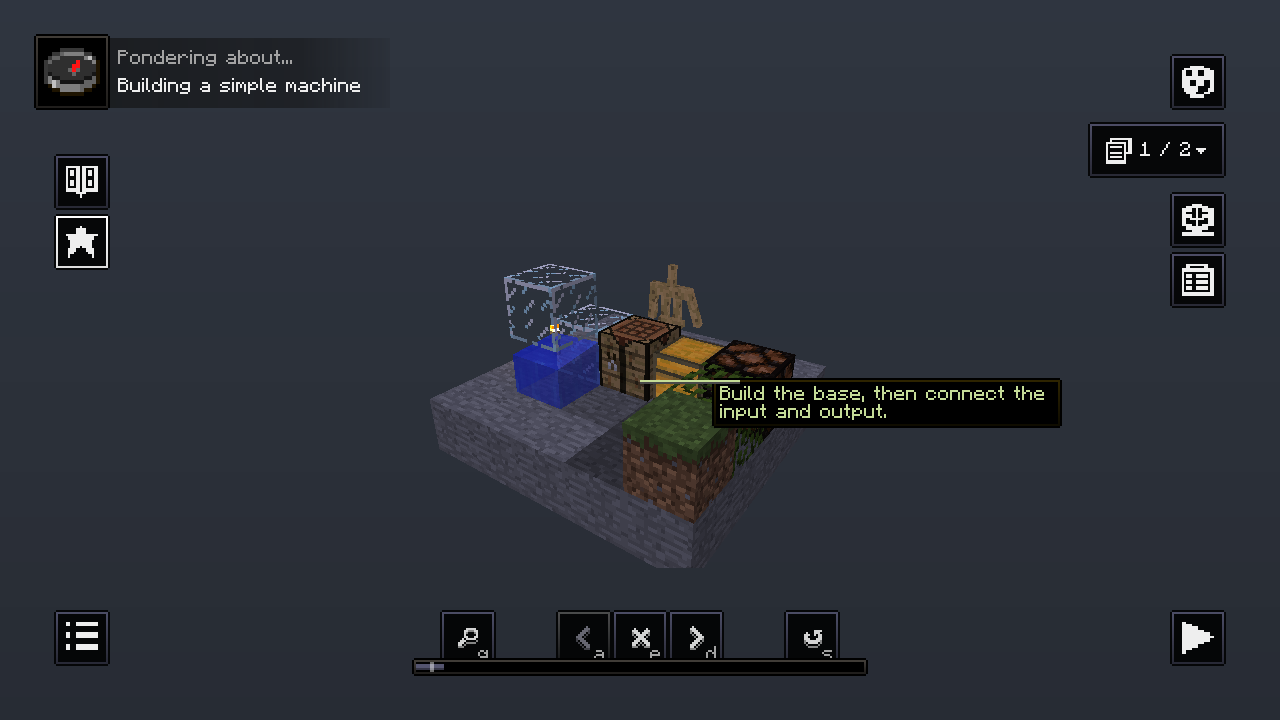 Pondering about...
Building a simple machine
1 / 2
Build the base, then connect the
input and output.
q
a
e
d
s